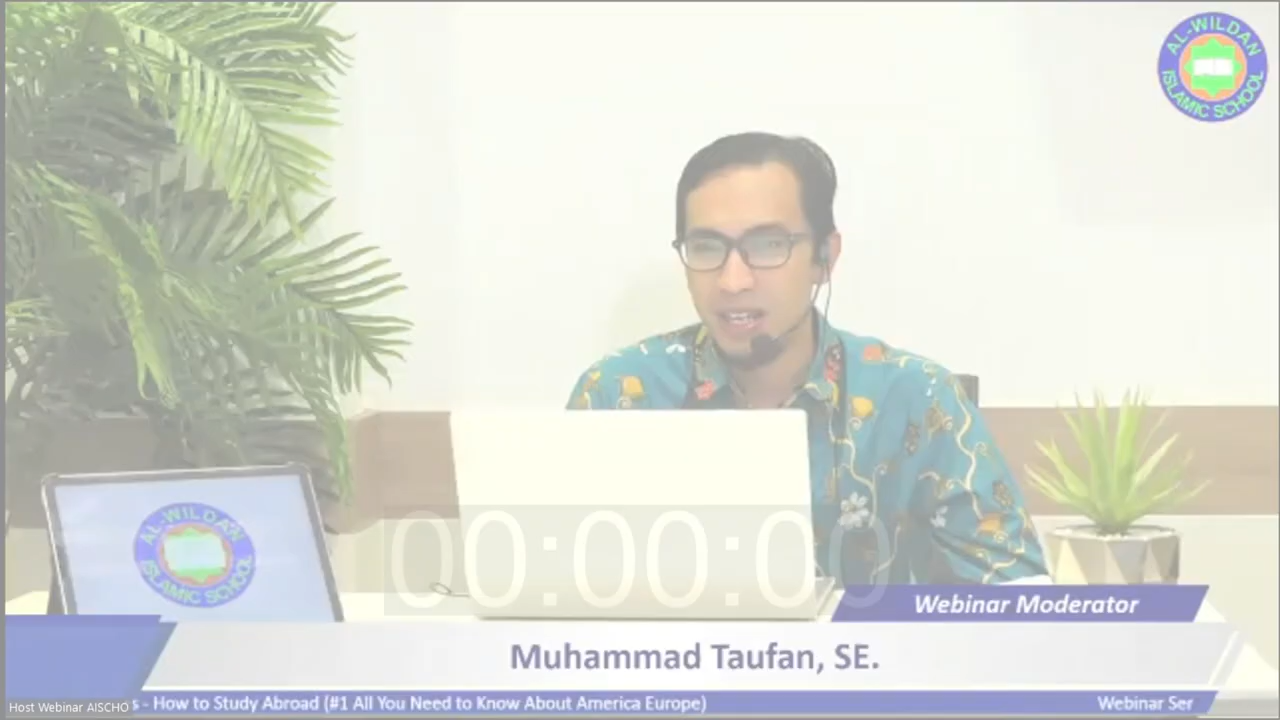 AL-WILDAN
ISLAMIC SCHOOL
AL-WILDAN
ISLAMIC SCHOOL
00:00:00
Webinar Moderator
Muhammad Taufan, SE.
s - How to Study Abroad (#1 All You Need to Know About America Europe)
Webinar Ser
Host Webinar AISCHO